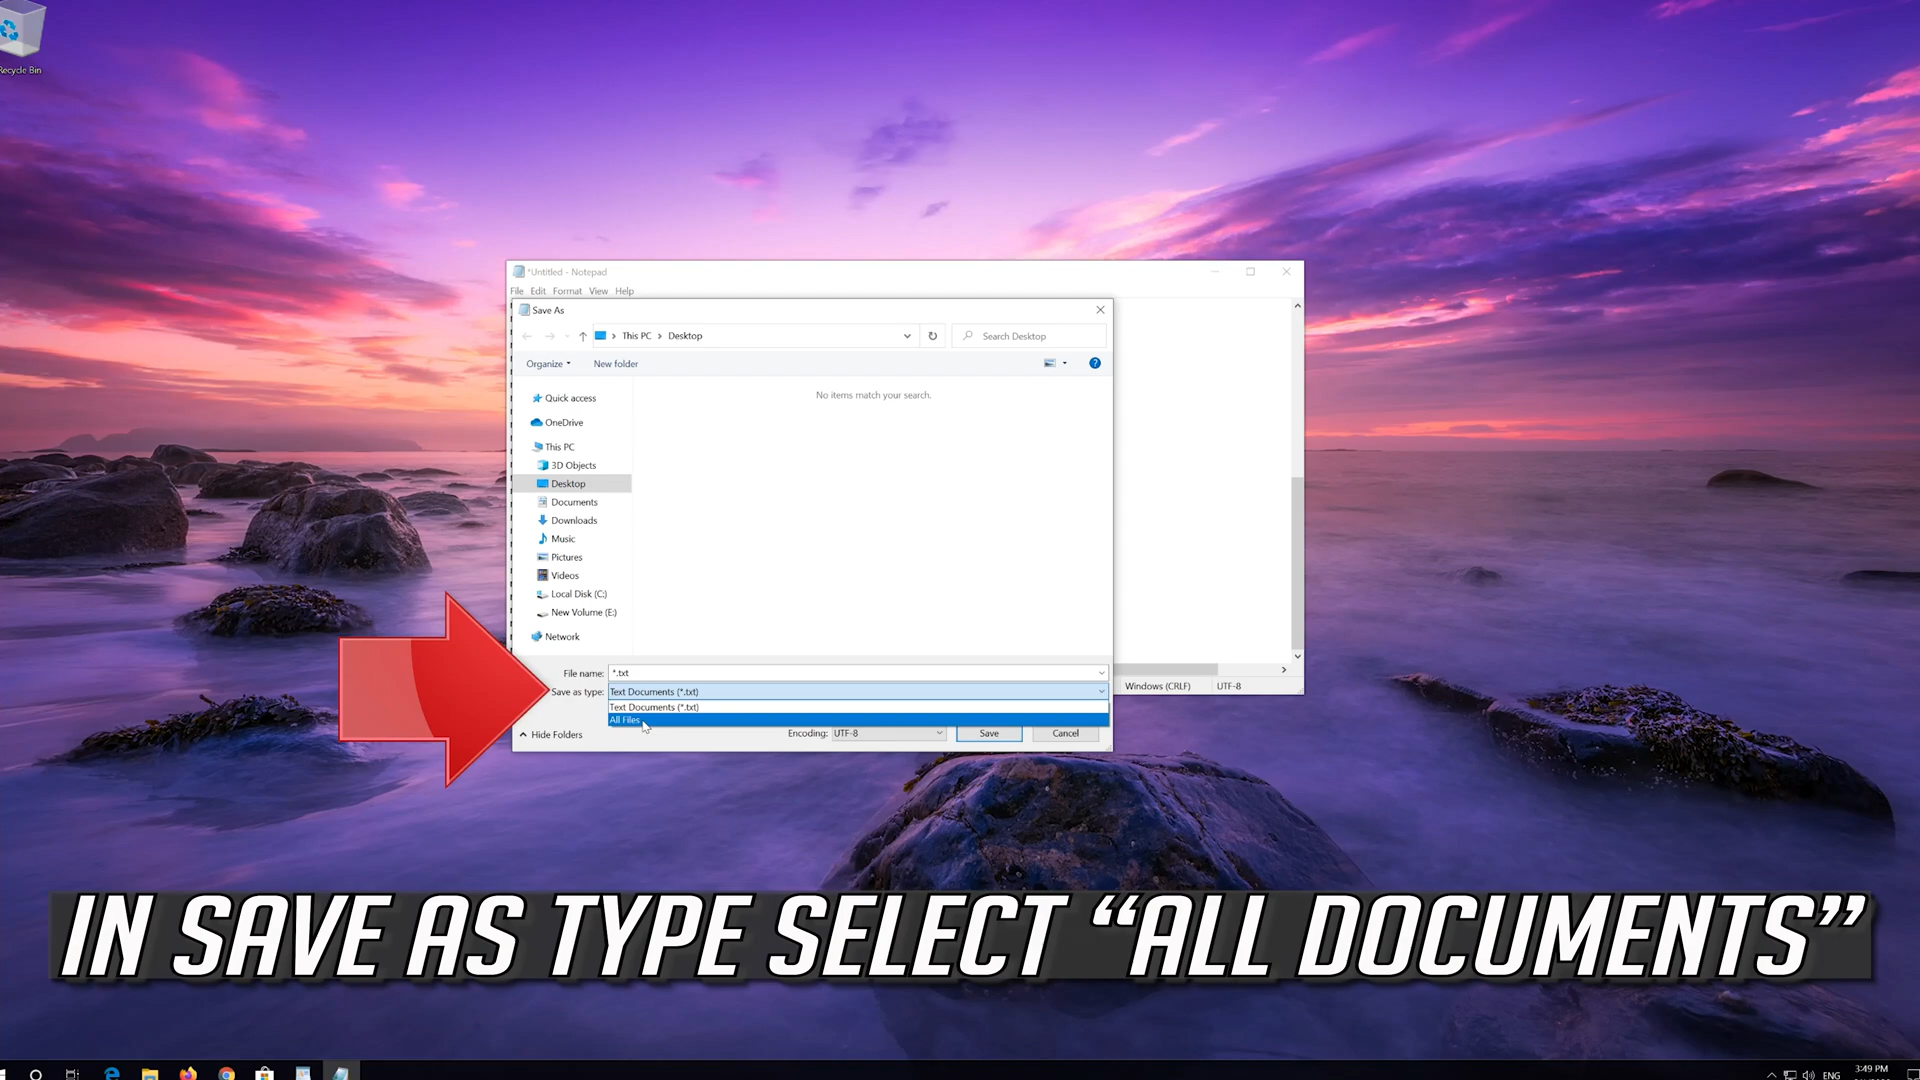 Recycle Bin
*Untitled - Notepad
File Edit Format View Help
Save As
This PC > Desktop
Search Desktop
Organize
New folder
No items match your search.
Quick access
OneDrive
This PC
3D Objects
Desktop
Documents
Downloads
Music
Pictures
Videos
Local Disk (C:)
New Volume (E:)
Network
File name: *.txt
Save as type: Text Documents (*.txt)
Text Documents (*.txt)
All Files
Hide Folders
Encoding: UTF-8
Save
Cancel
Windows (CRLF)
UTF-8
IN SAVE AS TYPE SELECT “ALL DOCUMENTS”
ENG
3:49 PM